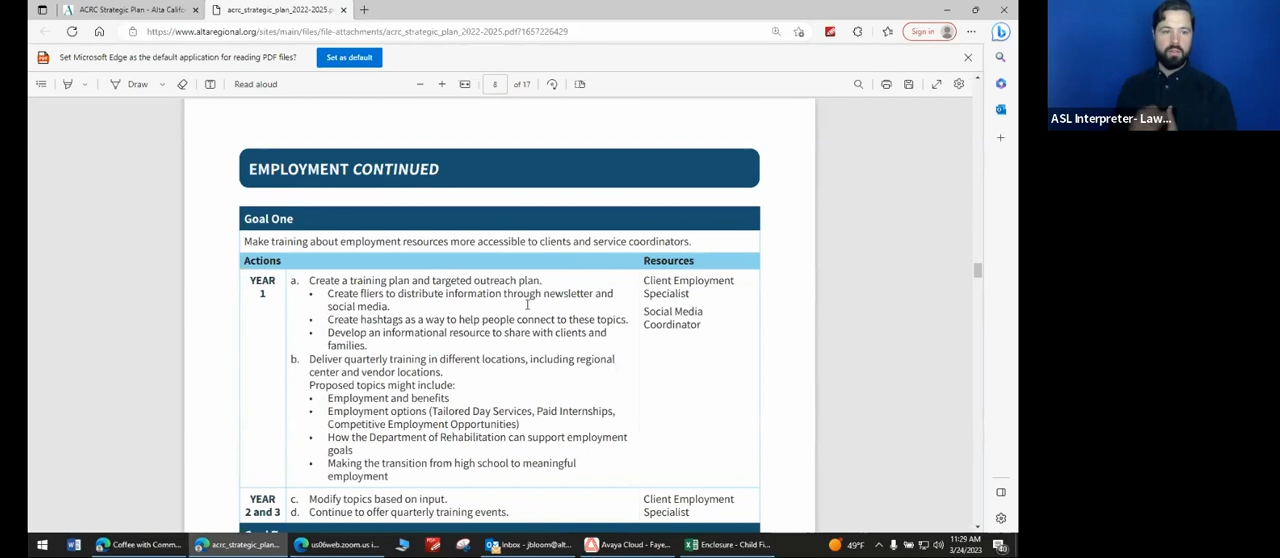 ACRC Strategic Plan - Alta Califor
acrc_strategic_plan_2022-2025.p
https://www.altaregional.org/sites/main/files/file-attachments/acrc_strategic_plan_2022-2025.pdf?1657226429
Sign in
Set Microsoft Edge as the default application for reading PDF files?
Set as default
Draw
Read aloud
8
of 17
ASL Interpreter- Law...
EMPLOYMENT CONTINUED
Goal One
Make training about employment resources more accessible to clients and service coordinators.
Actions
Resources
YEAR
1
a. Create a training plan and targeted outreach plan.
• Create fliers to distribute information through newsletter and
social media.
• Create hashtags as a way to help people connect to these topics.
• Develop an informational resource to share with clients and
families.
b. Deliver quarterly training in different locations, including regional
center and vendor locations.
Proposed topics might include:
• Employment and benefits
• Employment options (Tailored Day Services, Paid Internships,
Competitive Employment Opportunities)
• How the Department of Rehabilitation can support employment
goals
• Making the transition from high school to meaningful
employment
Client Employment
Specialist
Social Media
Coordinator
YEAR
2 and 3
c. Modify topics based on input.
d. Continue to offer quarterly training events.
Client Employment
Specialist
Coffee with Comm...
acrc_strategic_plan...
us06web.zoom.us i...
Inbox - jbloom@alt...
Avaya Cloud - Faye...
Enclosure - Child Fi...
49°F
11:29 AM
3/24/2023